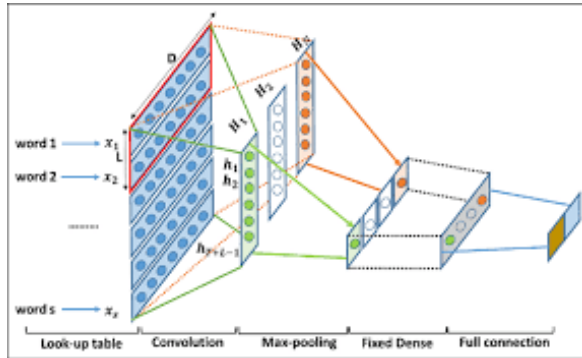 D
H₁
H₂
word 1 x₁
L
h₁
h₂
word 2 x₂
........
word s xₛ
Look-up table Convolution Max-pooling Fixed Dense Full connection